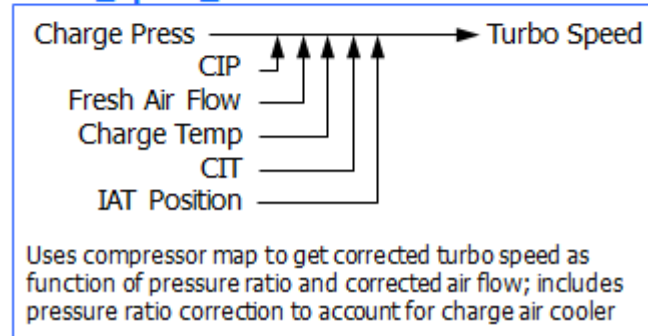 Charge Press
Turbo Speed
CIP
Fresh Air Flow
Charge Temp
CIT
IAT Position
Uses compressor map to get corrected turbo speed as
function of pressure ratio and corrected air flow; includes
pressure ratio correction to account for charge air cooler